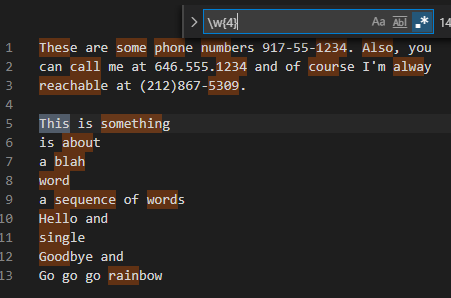 > \w{4} Aa Abl .* 14
1 These are some phone numbers 917-55-1234. Also, you
2 can call me at 646.555.1234 and of course I'm alway
3 reachable at (212)867-5309.
4
5 This is something
6 is about
7 a blah
8 word
9 a sequence of words
10 Hello and
11 single
12 Goodbye and
13 Go go go rainbow